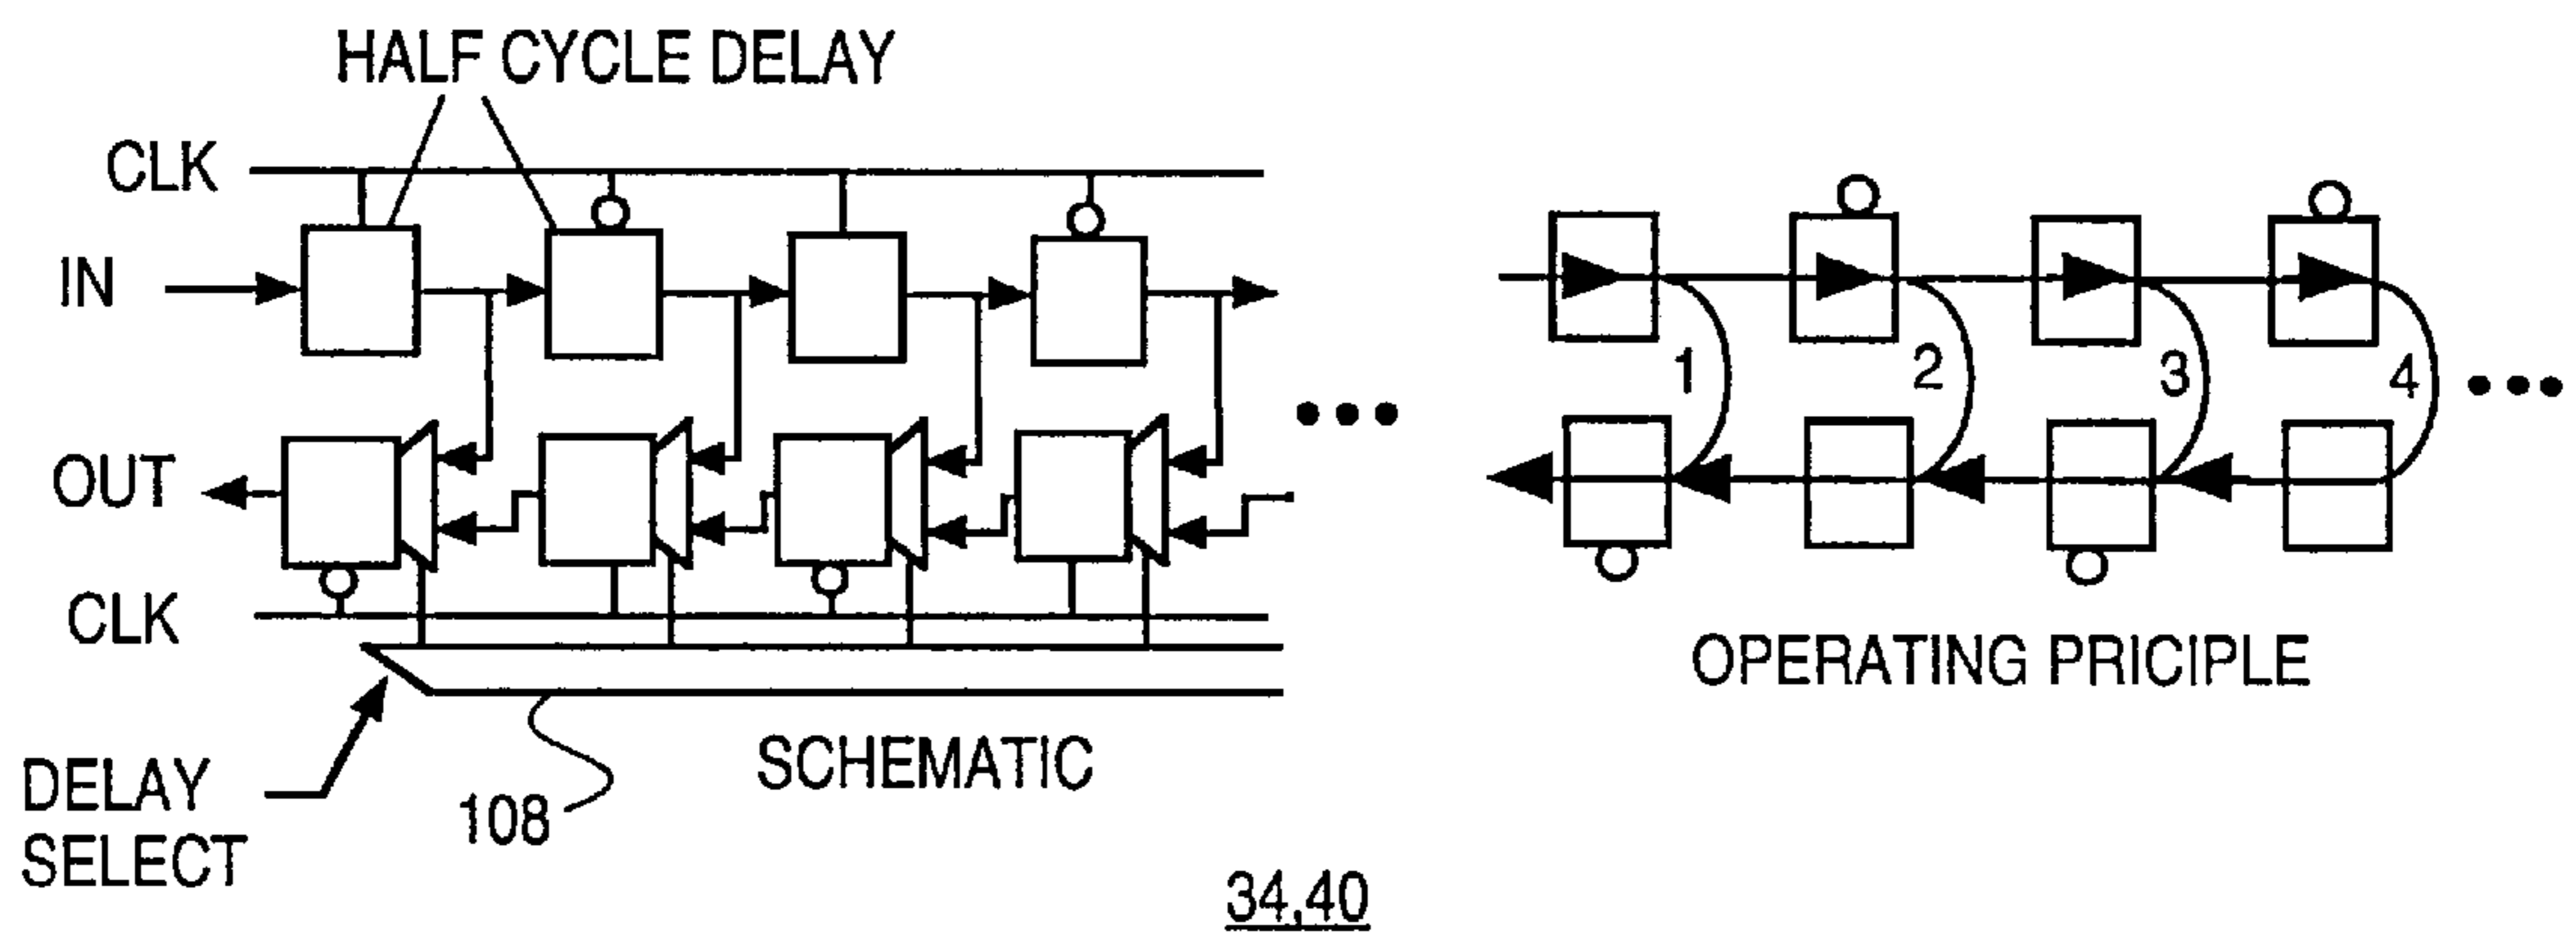 HALF CYCLE DELAY
CLK
IN
OUT
CLK
DELAY
SELECT
108
SCHEMATIC
1
2
3
4
OPERATING PRICIPLE
34,40